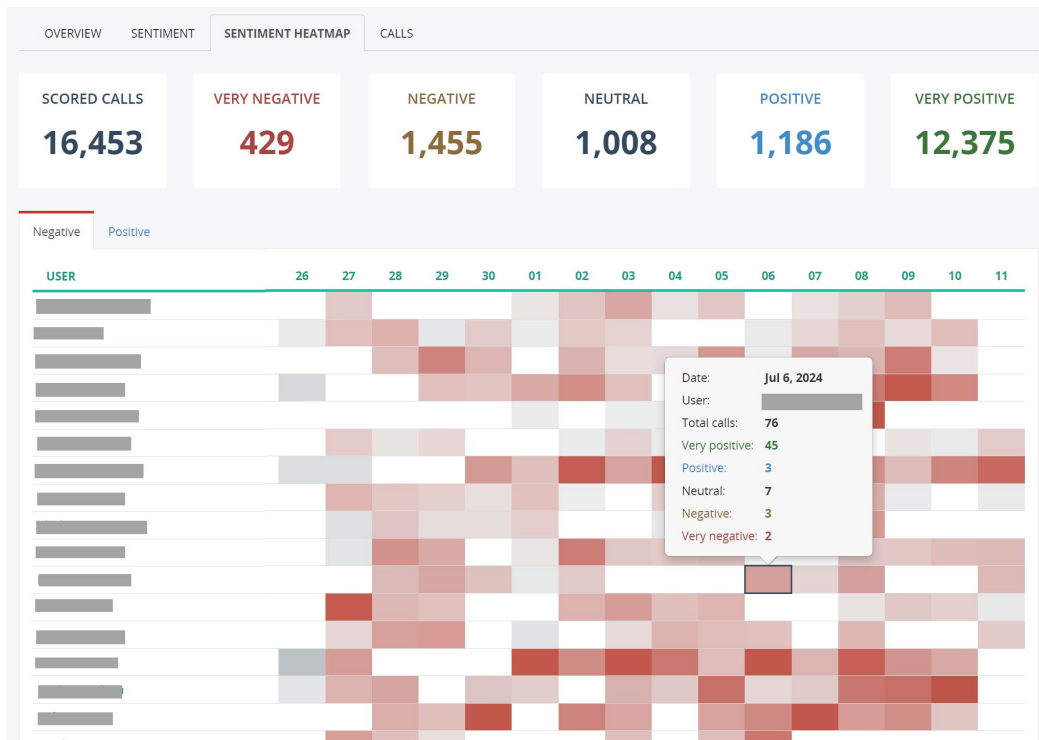 OVERVIEW SENTIMENT SENTIMENT HEATMAP CALLS
SCORED CALLS VERY NEGATIVE NEGATIVE NEUTRAL POSITIVE VERY POSITIVE
16,453 429 1,455 1,008 1,186 12,375
Negative Positive
USER 26 27 28 29 30 01 02 03 04 05 06 07 08 09 10 11
Date: Jul 6, 2024
User:
Total calls: 76
Very positive: 45
Positive: 3
Neutral: 7
Negative: 3
Very negative: 2